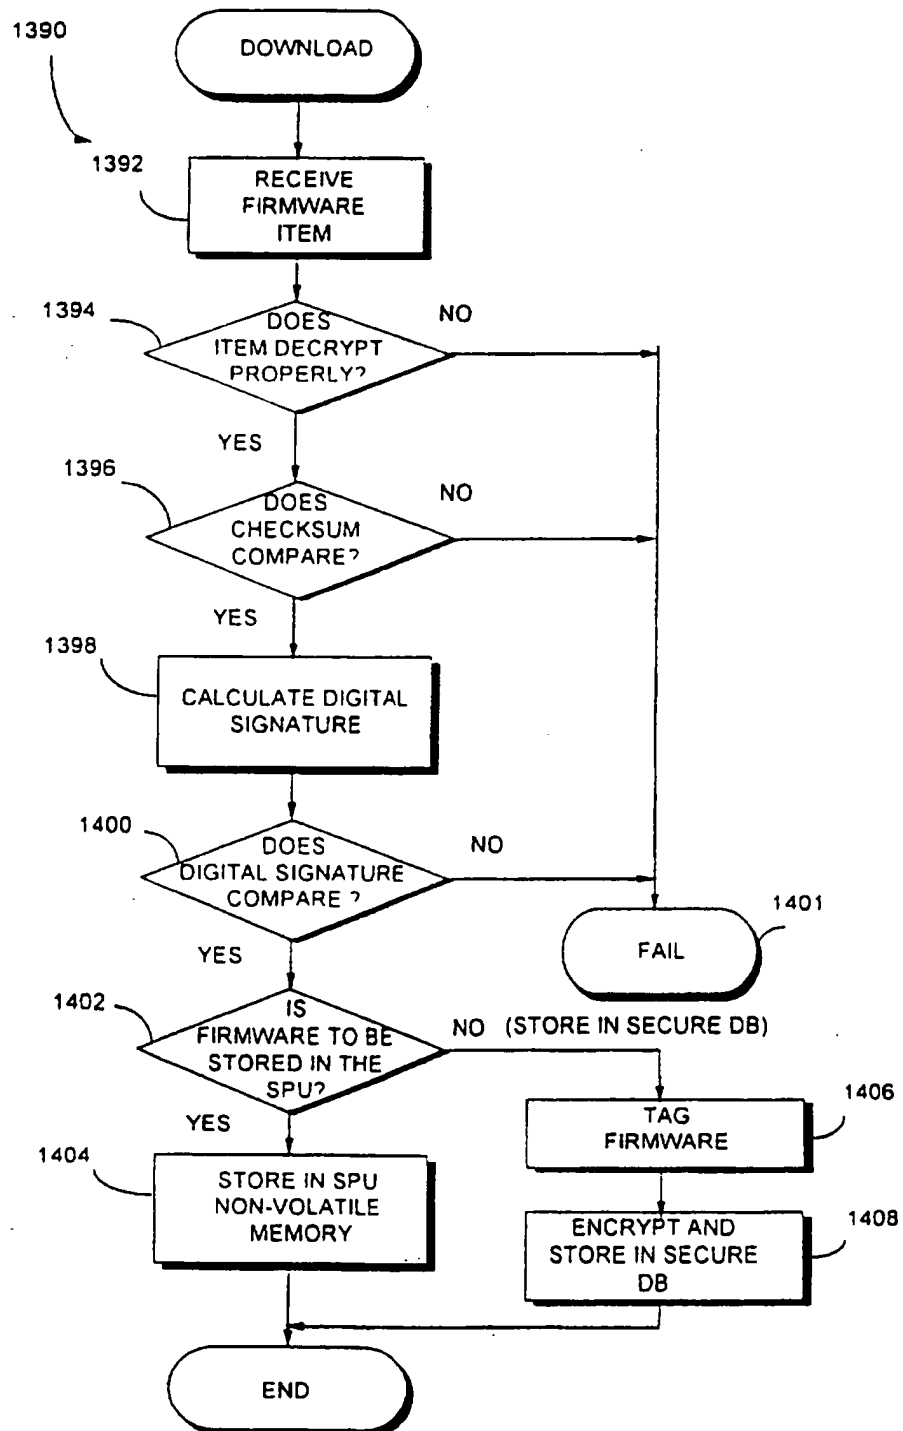 1390
DOWNLOAD
1392
RECEIVE
FIRMWARE
ITEM
1394
DOES
ITEM DECRYPT
PROPERLY?
NO
YES
1396
DOES
CHECKSUM
COMPARE?
NO
YES
1398
CALCULATE DIGITAL
SIGNATURE
1400
DOES
DIGITAL SIGNATURE
COMPARE ?
NO
YES
1401
FAIL
1402
IS
FIRMWARE TO BE
STORED IN THE
SPU?
NO (STORE IN SECURE DB)
YES
1404
STORE IN SPU
NON-VOLATILE
MEMORY
1406
TAG
FIRMWARE
1408
ENCRYPT AND
STORE IN SECURE
DB
END